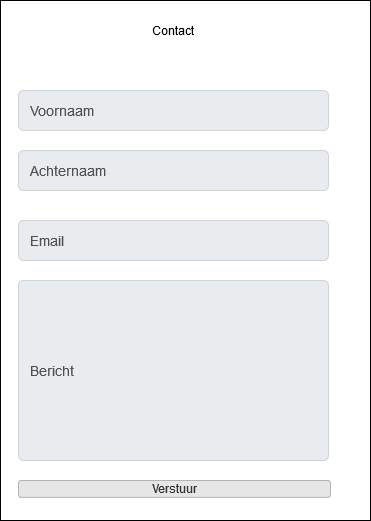 Contact
Voornaam
Achternaam
Email
Bericht
Verstuur